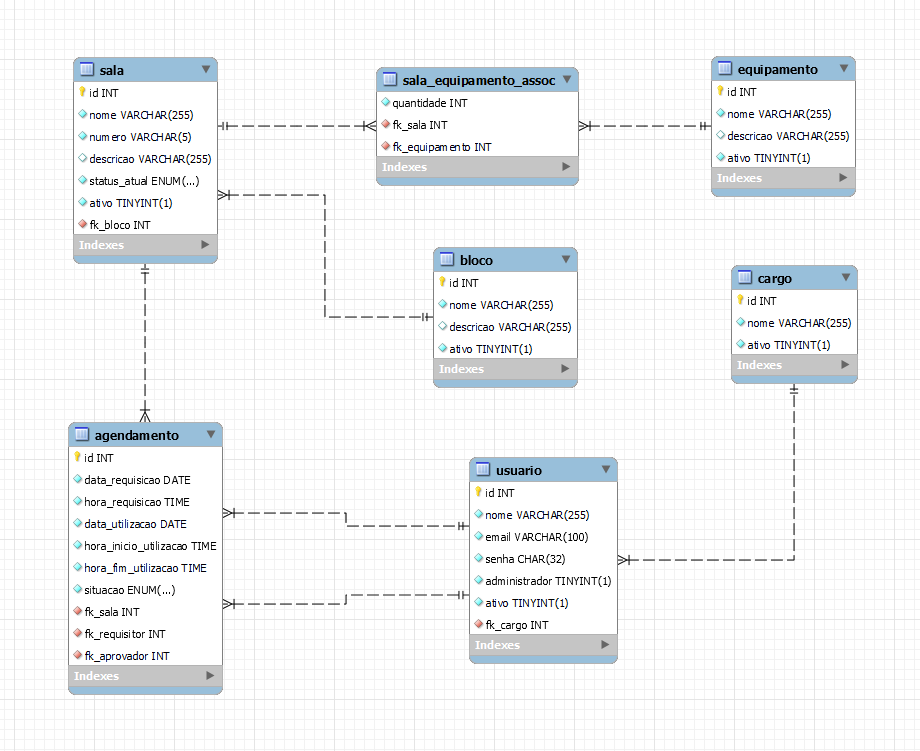 sala
id INT
nome VARCHAR(255)
numero VARCHAR(5)
descricao VARCHAR(255)
status_atual ENUM(...)
ativo TINYINT(1)
fk_bloco INT
Indexes
sala_equipamento_assoc
quantidade INT
fk_sala INT
fk_equipamento INT
Indexes
equipamento
id INT
nome VARCHAR(255)
descricao VARCHAR(255)
ativo TINYINT(1)
Indexes
bloco
id INT
nome VARCHAR(255)
descricao VARCHAR(255)
ativo TINYINT(1)
Indexes
cargo
id INT
nome VARCHAR(255)
ativo TINYINT(1)
Indexes
agendamento
id INT
data_requisicao DATE
hora_requisicao TIME
data_utilizacao DATE
hora_inicio_utilizacao TIME
hora_fim_utilizacao TIME
situacao ENUM(...)
fk_sala INT
fk_requisitor INT
fk_aprovador INT
Indexes
usuario
id INT
nome VARCHAR(255)
email VARCHAR(100)
senha CHAR(32)
administrador TINYINT(1)
ativo TINYINT(1)
fk_cargo INT
Indexes